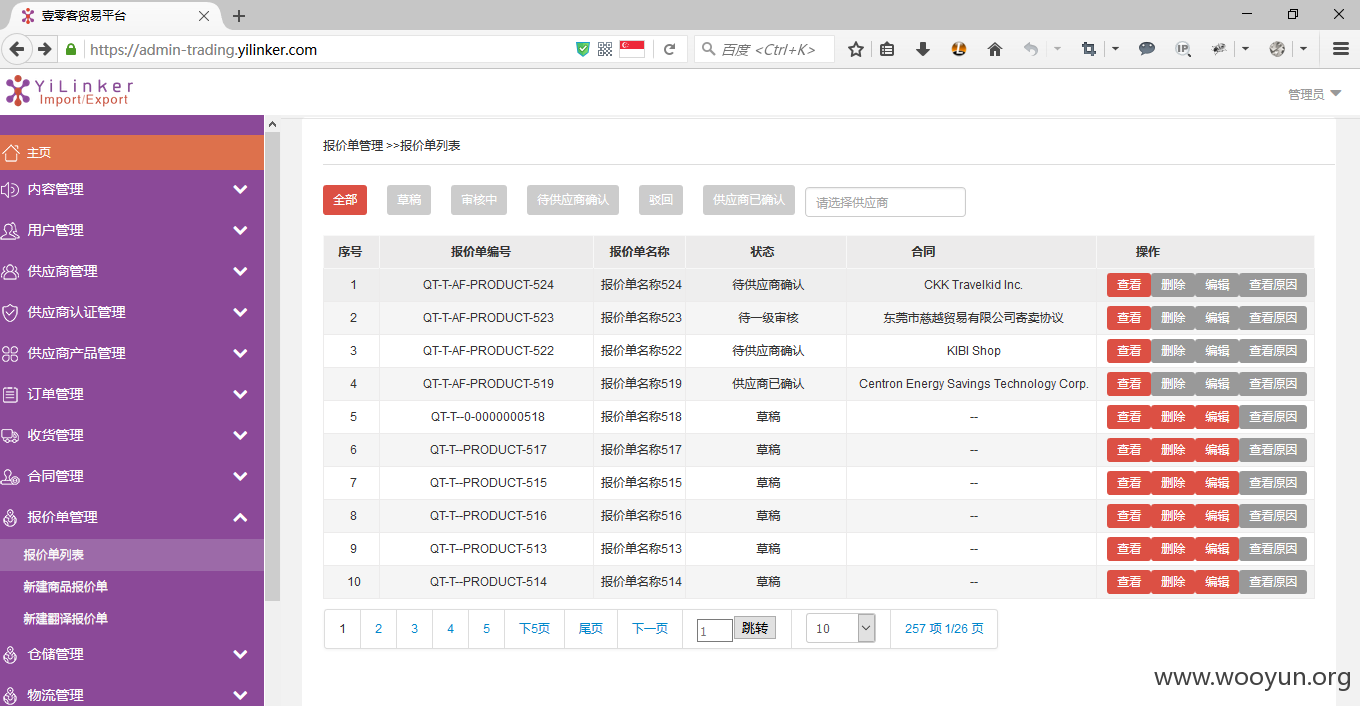 壹零客贸易平台
https://admin-trading.yilinker.com
百度 <Ctrl+K>
YiLinker
Import/Export
管理员
主页
内容管理
用户管理
供应商管理
供应商认证管理
供应商产品管理
订单管理
收货管理
合同管理
报价单管理
报价单列表
新建商品报价单
新建翻译报价单
仓储管理
物流管理
报价单管理 >>报价单列表
全部 草稿 审核中 待供应商确认 驳回 供应商已确认 请选择供应商
序号 报价单编号 报价单名称 状态 合同 操作
1 QT-T-AF-PRODUCT-524 报价单名称524 待供应商确认 CKK Travelkid Inc. 查看 删除 编辑 查看原因
2 QT-T-AF-PRODUCT-523 报价单名称523 待一级审核 东莞市慈越贸易有限公司寄卖协议 查看 删除 编辑 查看原因
3 QT-T-AF-PRODUCT-522 报价单名称522 待供应商确认 KIBI Shop 查看 删除 编辑 查看原因
4 QT-T-AF-PRODUCT-519 报价单名称519 供应商已确认 Centron Energy Savings Technology Corp. 查看 删除 编辑 查看原因
5 QT-T--0-0000000518 报价单名称518 草稿 -- 查看 删除 编辑 查看原因
6 QT-T--PRODUCT-517 报价单名称517 草稿 -- 查看 删除 编辑 查看原因
7 QT-T--PRODUCT-515 报价单名称515 草稿 -- 查看 删除 编辑 查看原因
8 QT-T--PRODUCT-516 报价单名称516 草稿 -- 查看 删除 编辑 查看原因
9 QT-T--PRODUCT-513 报价单名称513 草稿 -- 查看 删除 编辑 查看原因
10 QT-T--PRODUCT-514 报价单名称514 草稿 -- 查看 删除 编辑 查看原因
1 2 3 4 5 下5页 尾页 下一页 1 跳转 10 257 项 1/26 页
www.wooyun.org